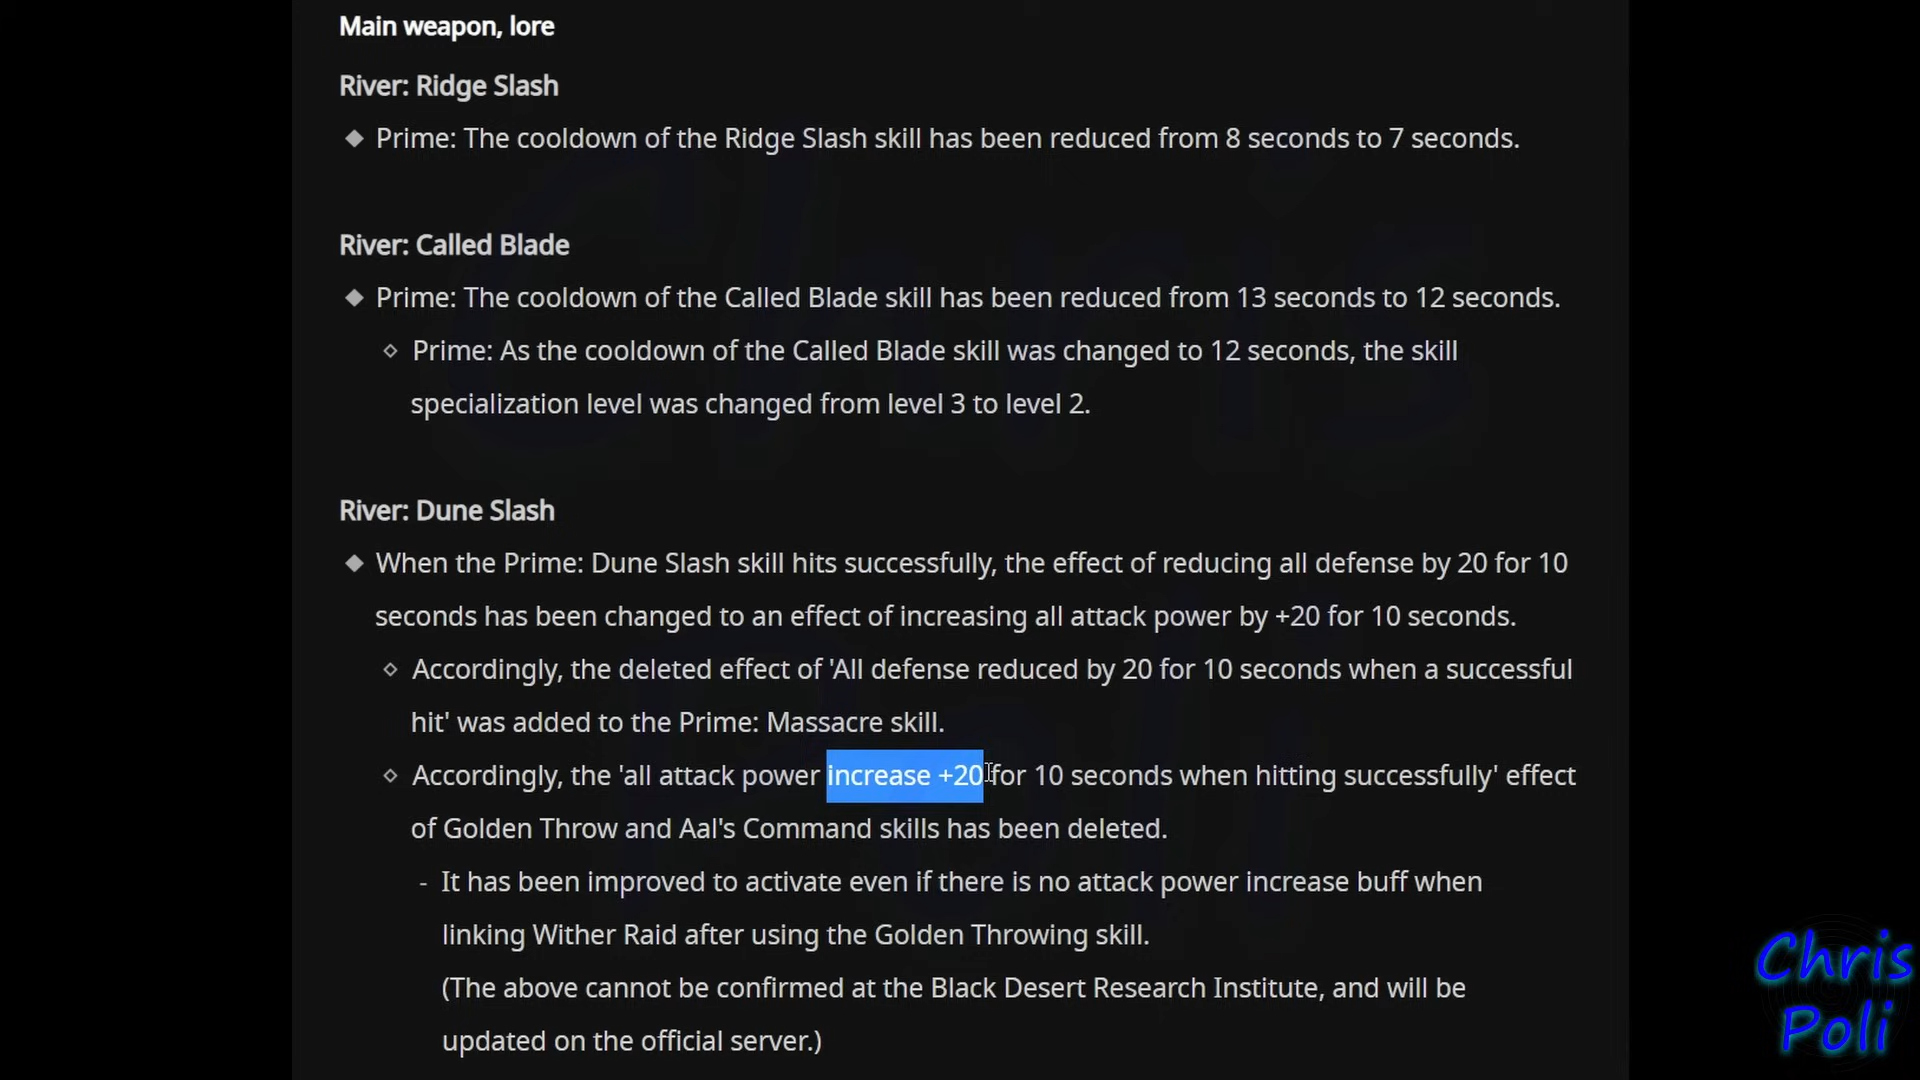 Main weapon, lore
River: Ridge Slash
◆ Prime: The cooldown of the Ridge Slash skill has been reduced from 8 seconds to 7 seconds.
River: Called Blade
◆ Prime: The cooldown of the Called Blade skill has been reduced from 13 seconds to 12 seconds.
◇ Prime: As the cooldown of the Called Blade skill was changed to 12 seconds, the skill
specialization level was changed from level 3 to level 2.
River: Dune Slash
◆ When the Prime: Dune Slash skill hits successfully, the effect of reducing all defense by 20 for 10
seconds has been changed to an effect of increasing all attack power by +20 for 10 seconds.
◇ Accordingly, the deleted effect of 'All defense reduced by 20 for 10 seconds when a successful
hit' was added to the Prime: Massacre skill.
◇ Accordingly, the 'all attack power increase +20 for 10 seconds when hitting successfully' effect
of Golden Throw and Aal's Command skills has been deleted.
- It has been improved to activate even if there is no attack power increase buff when
linking Wither Raid after using the Golden Throwing skill.
(The above cannot be confirmed at the Black Desert Research Institute, and will be
updated on the official server.)
Chris
Poli